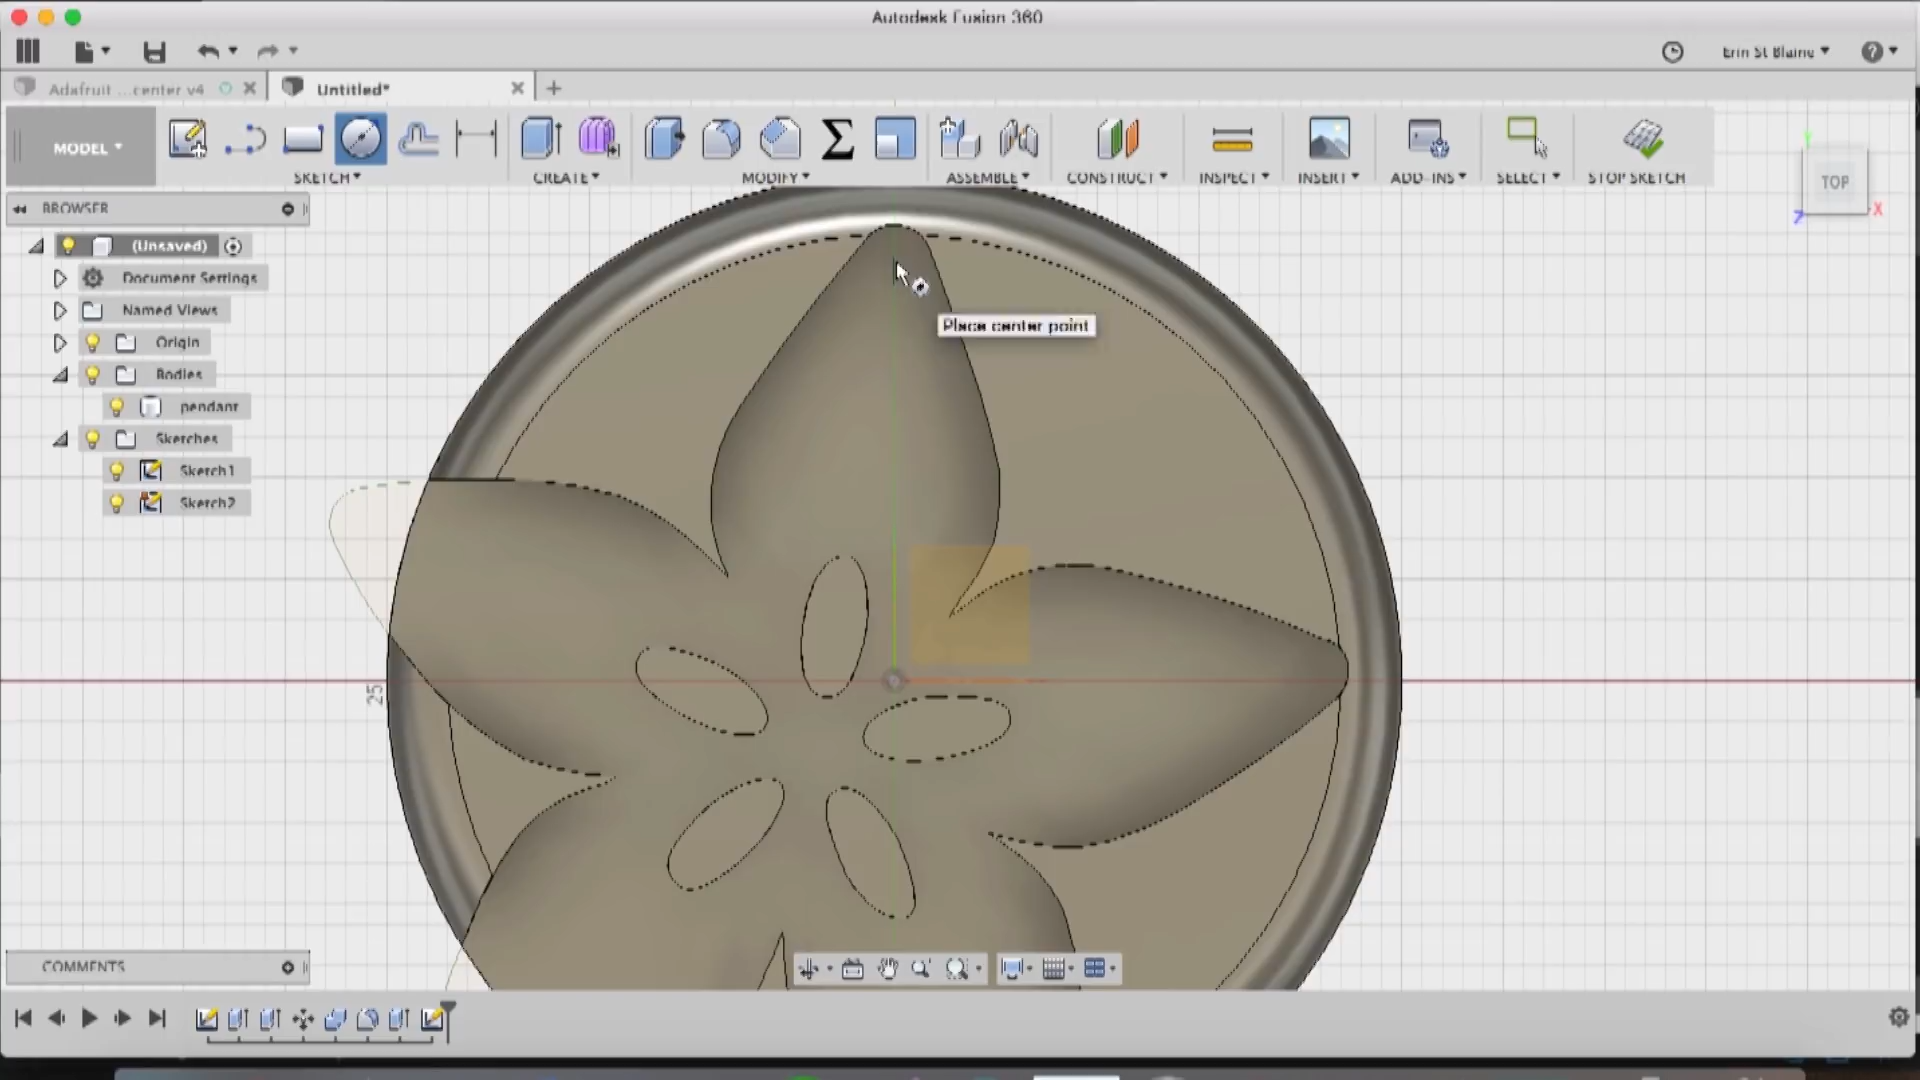 Autodesk Fusion 360
Erin St Blaine
Adafruit ...center v4
Untitled*
MODEL
SKETCH
CREATE
MODIFY
ASSEMBLE
CONSTRUCT
INSPECT
INSERT
ADD-INS
SELECT
STOP SKETCH
TOP
Y
X
Z
BROWSER
(Unsaved)
Document Settings
Named Views
Origin
Bodies
pendant
Sketches
Sketch1
Sketch2
Place center point
25
COMMENTS